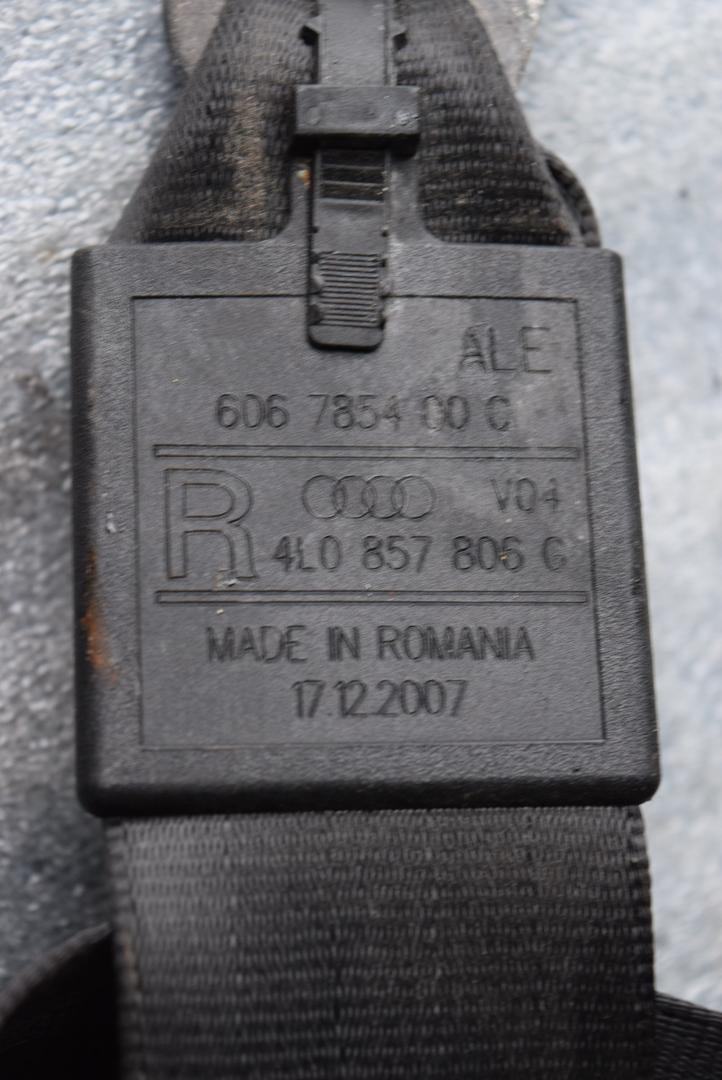 ALE
606 7854 00 C
R V04
4L0 857 806 G
MADE IN ROMANIA
17.12.2007